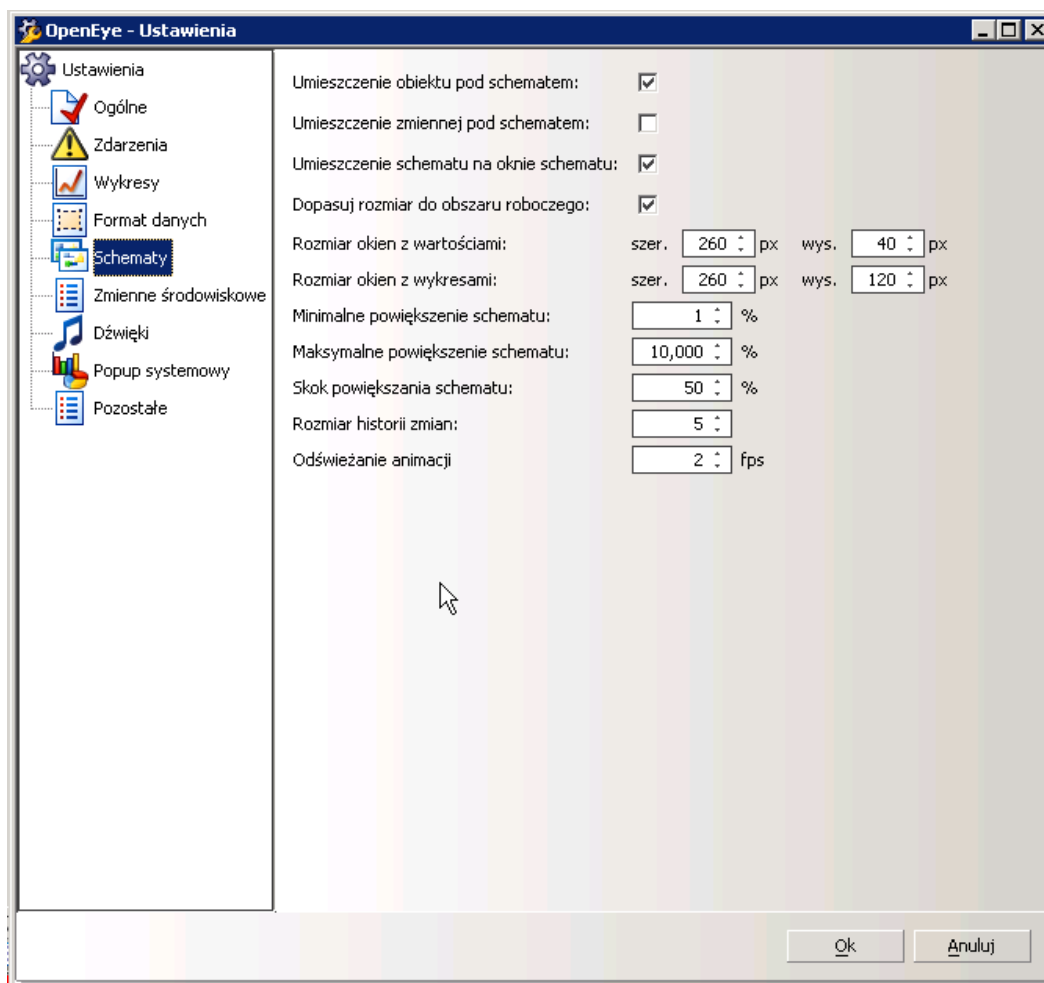 OpenEye - Ustawienia
Ustawienia
Ogólne
Zdarzenia
Wykresy
Format danych
Schematy
Zmienne środowiskowe
Dźwięki
Popup systemowy
Pozostałe
Umieszczenie obiektu pod schematem:
Umieszczenie zmiennej pod schematem:
Umieszczenie schematu na oknie schematu:
Dopasuj rozmiar do obszaru roboczego:
Rozmiar okien z wartościami: szer. 260 px wys. 40 px
Rozmiar okien z wykresami: szer. 260 px wys. 120 px
Minimalne powiększenie schematu: 1 %
Maksymalne powiększenie schematu: 10,000 %
Skok powiększania schematu: 50 %
Rozmiar historii zmian: 5
Odświeżanie animacji 2 fps
Ok Anuluj